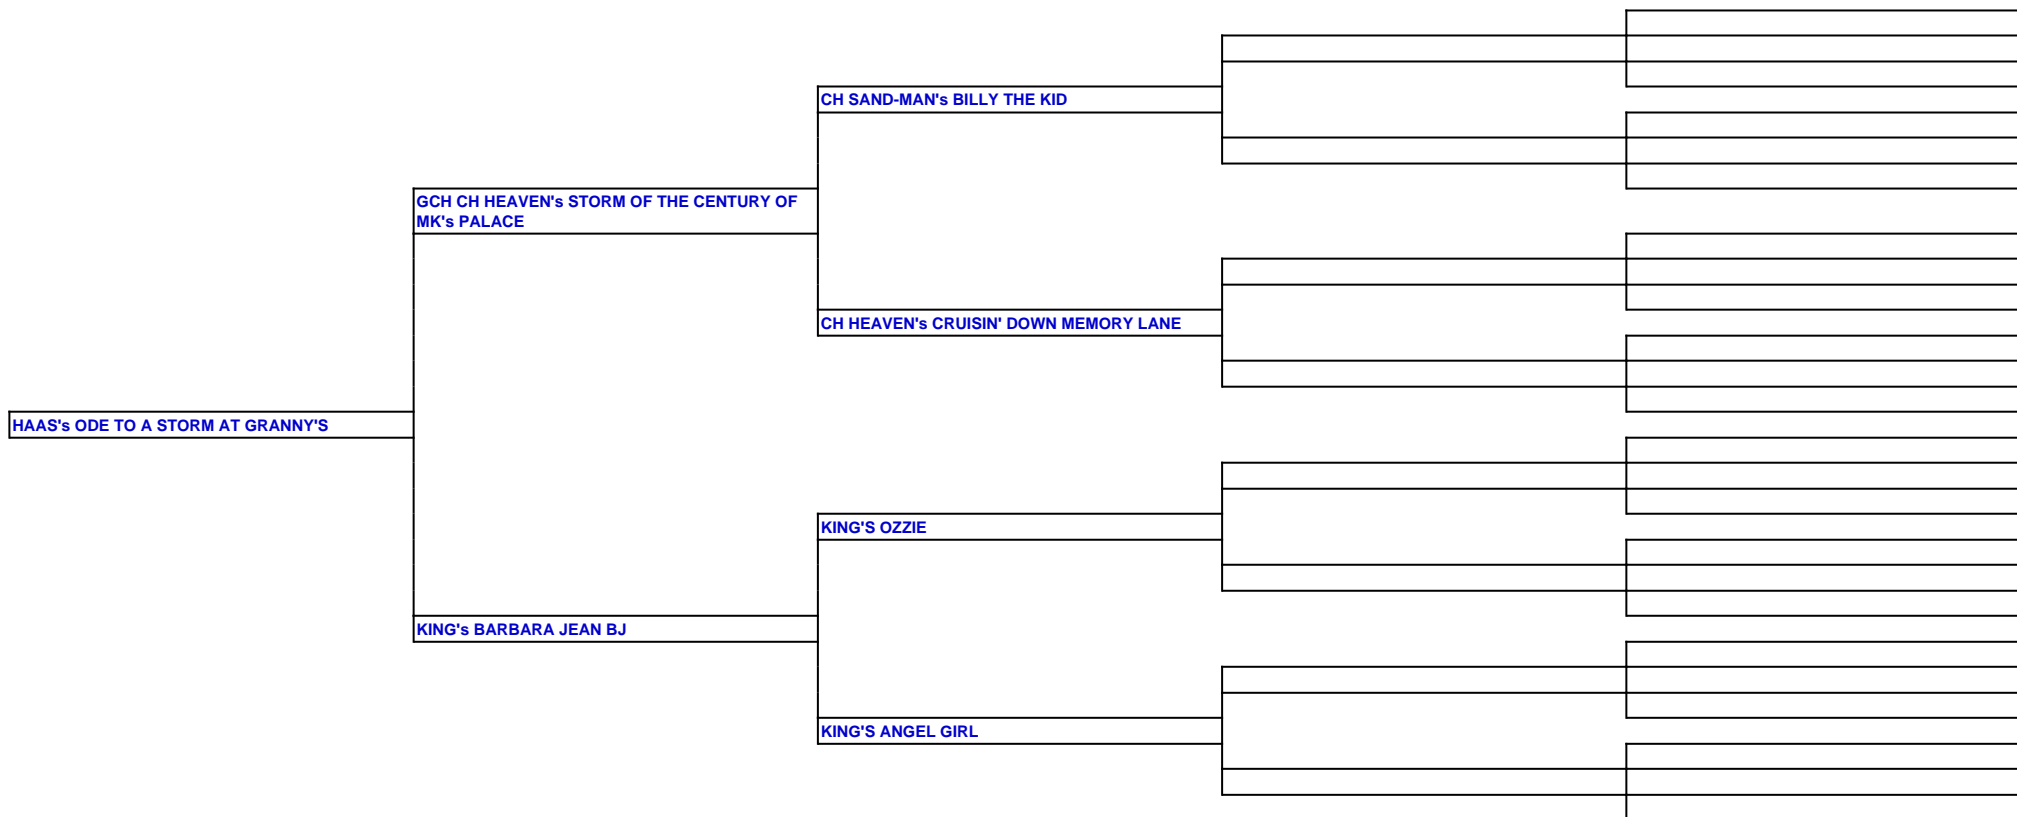 CH SAND-MAN's BILLY THE KID
GCH CH HEAVEN's STORM OF THE CENTURY OF
MK's PALACE
CH HEAVEN's CRUISIN' DOWN MEMORY LANE
HAAS's ODE TO A STORM AT GRANNY'S
KING'S OZZIE
KING's BARBARA JEAN BJ
KING'S ANGEL GIRL